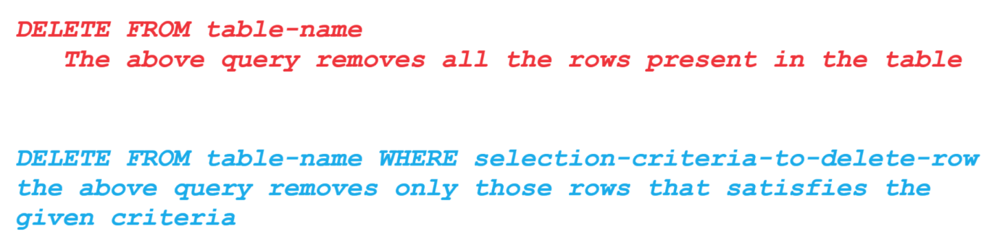 DELETE FROM table-name
The above query removes all the rows present in the table
DELETE FROM table-name WHERE selection-criteria-to-delete-row
the above query removes only those rows that satisfies the
given criteria